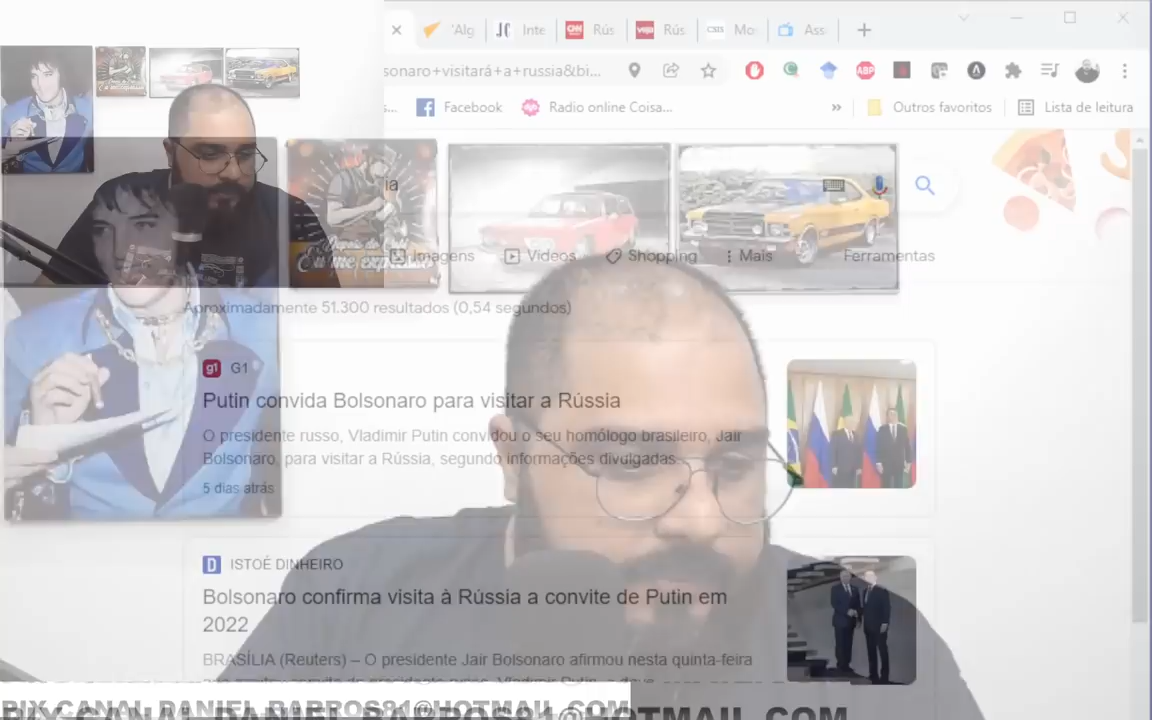 'Alg
Inte
Rús
Rús
Mo
Ass
sonaro+visitará+a+russia&bi...
ABP
Facebook
Radio online Coisa...
Outros favoritos
Lista de leitura
ia
Imagens
Vídeos
Shopping
Mais
Ferramentas
Aproximadamente 51.300 resultados (0,54 segundos)
G1
Putin convida Bolsonaro para visitar a Rússia
O presidente russo, Vladimir Putin convidou o seu homólogo brasileiro, Jair
Bolsonaro, para visitar a Rússia, segundo informações divulgadas...
5 dias atrás
ISTOÉ DINHEIRO
Bolsonaro confirma visita à Rússia a convite de Putin em
2022
BRASÍLIA (Reuters) – O presidente Jair Bolsonaro afirmou nesta quinta-feira
PIX CANAL DANIEL_BARROS81@HOTMAIL.COM